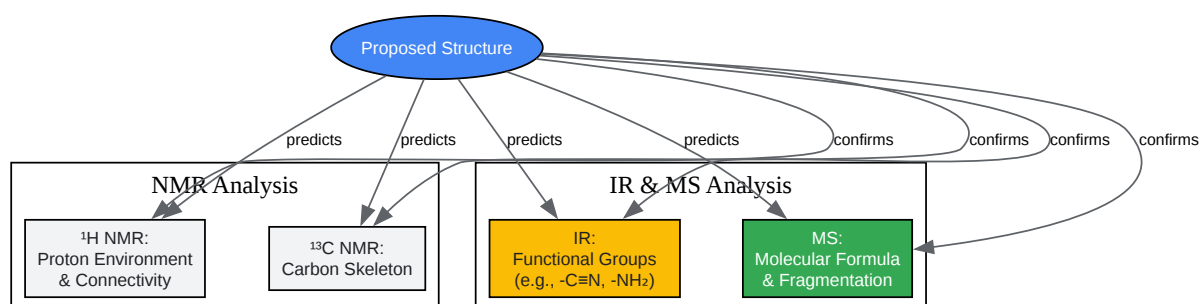 Proposed Structure
predicts
predicts
predicts
predicts
confirms
confirms
confirms
confirms
NMR Analysis
IR & MS Analysis
¹H NMR:
Proton Environment
& Connectivity
¹³C NMR:
Carbon Skeleton
IR:
Functional Groups
(e.g., -C≡N, -NH₂)
MS:
Molecular Formula
& Fragmentation